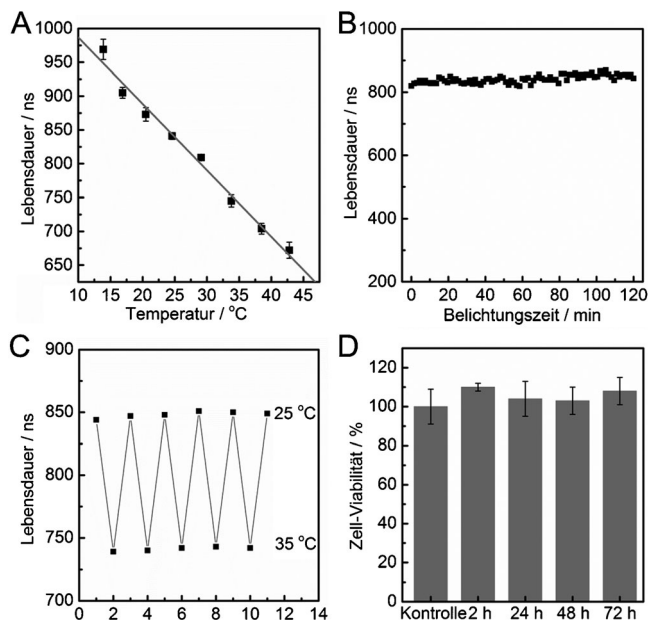 A
Lebensdauer / ns
1000
950
900
850
800
750
700
650
10 15 20 25 30 35 40 45
Temperatur / °C
B
Lebensdauer / ns
1000
800
600
400
200
0 20 40 60 80 100 120
Belichtungszeit / min
C
Lebensdauer / ns
900
850
800
750
700
25 °C
35 °C
0 2 4 6 8 10 12 14
D
Zell-Viabilität / %
120
100
80
60
40
20
0
Kontrolle 2 h 24 h 48 h 72 h